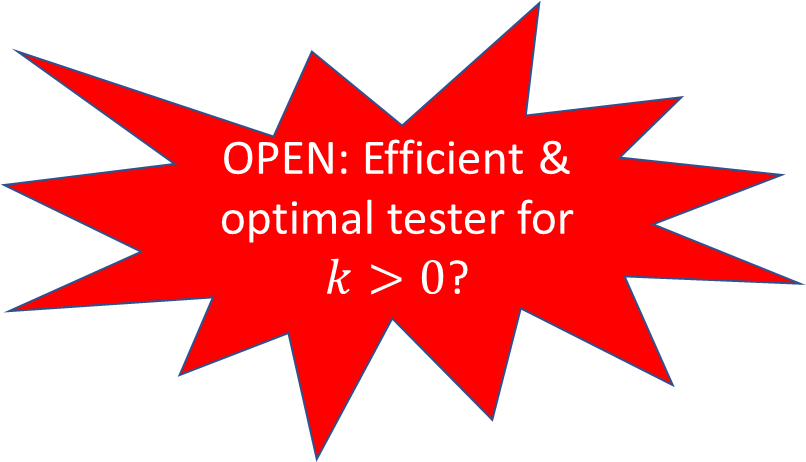 OPEN: Efficient &
optimal tester for
k > 0?